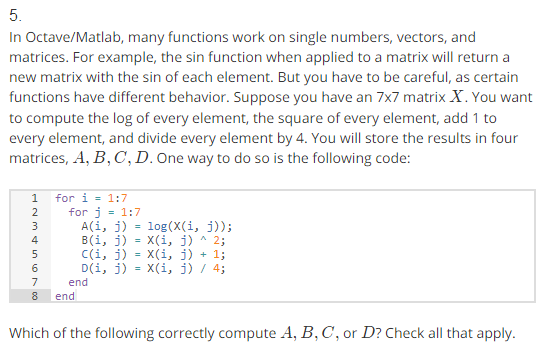 5.
In Octave/Matlab, many functions work on single numbers, vectors, and
matrices. For example, the sin function when applied to a matrix will return a
new matrix with the sin of each element. But you have to be careful, as certain
functions have different behavior. Suppose you have an 7x7 matrix X. You want
to compute the log of every element, the square of every element, add 1 to
every element, and divide every element by 4. You will store the results in four
matrices, A, B, C, D. One way to do so is the following code:
1 for i = 1:7
2 for j = 1:7
3 A(i, j) = log(X(i, j));
4 B(i, j) = X(i, j) ^ 2;
5 C(i, j) = X(i, j) + 1;
6 D(i, j) = X(i, j) / 4;
7 end
8 end
Which of the following correctly compute A, B, C, or D? Check all that apply.